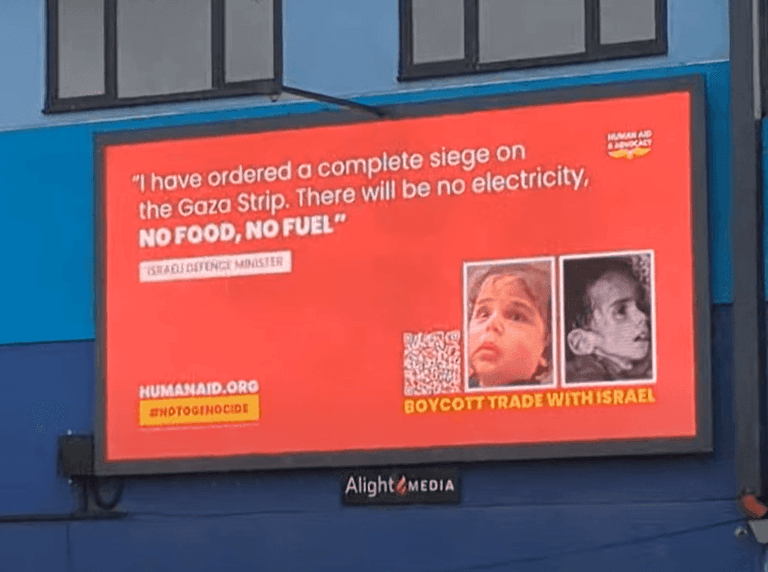 "I have ordered a complete siege on
the Gaza Strip. There will be no electricity,
NO FOOD, NO FUEL"
ISRAELI DEFENCE MINISTER
HUMAN AID
& ADVOCACY
HUMANAID.ORG
#NOTOGENOCIDE
BOYCOTT TRADE WITH ISRAEL
Alight MEDIA